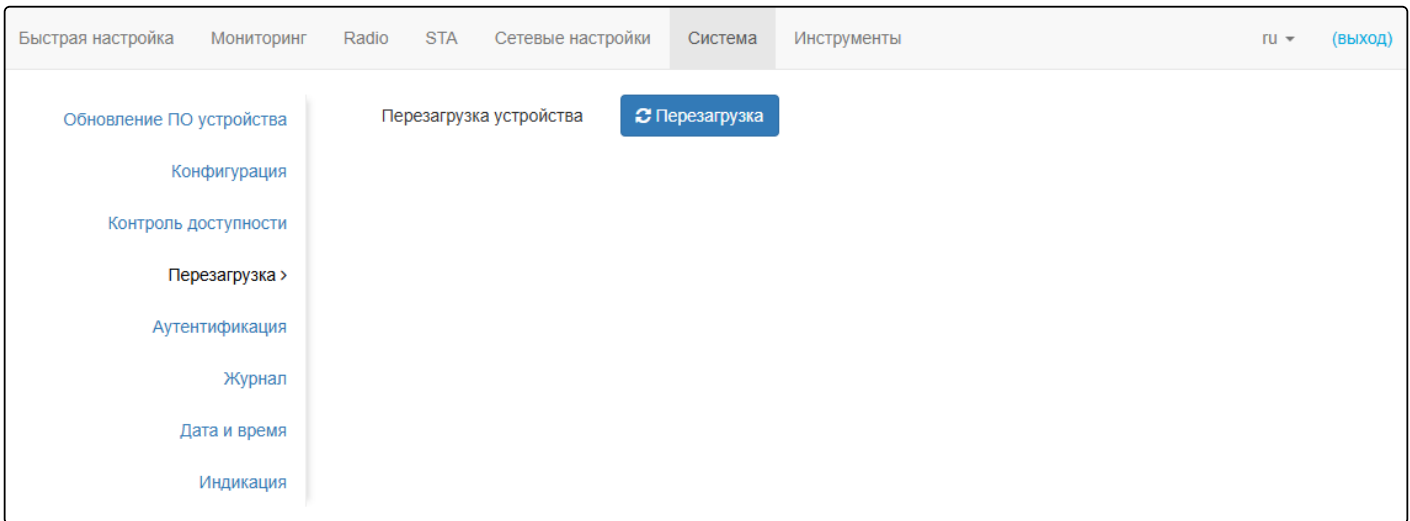 Быстрая настройка Мониторинг Radio STA Сетевые настройки Система Инструменты ru (выход)
Обновление ПО устройства
Перезагрузка устройства Перезагрузка
Конфигурация
Контроль доступности
Перезагрузка >
Аутентификация
Журнал
Дата и время
Индикация